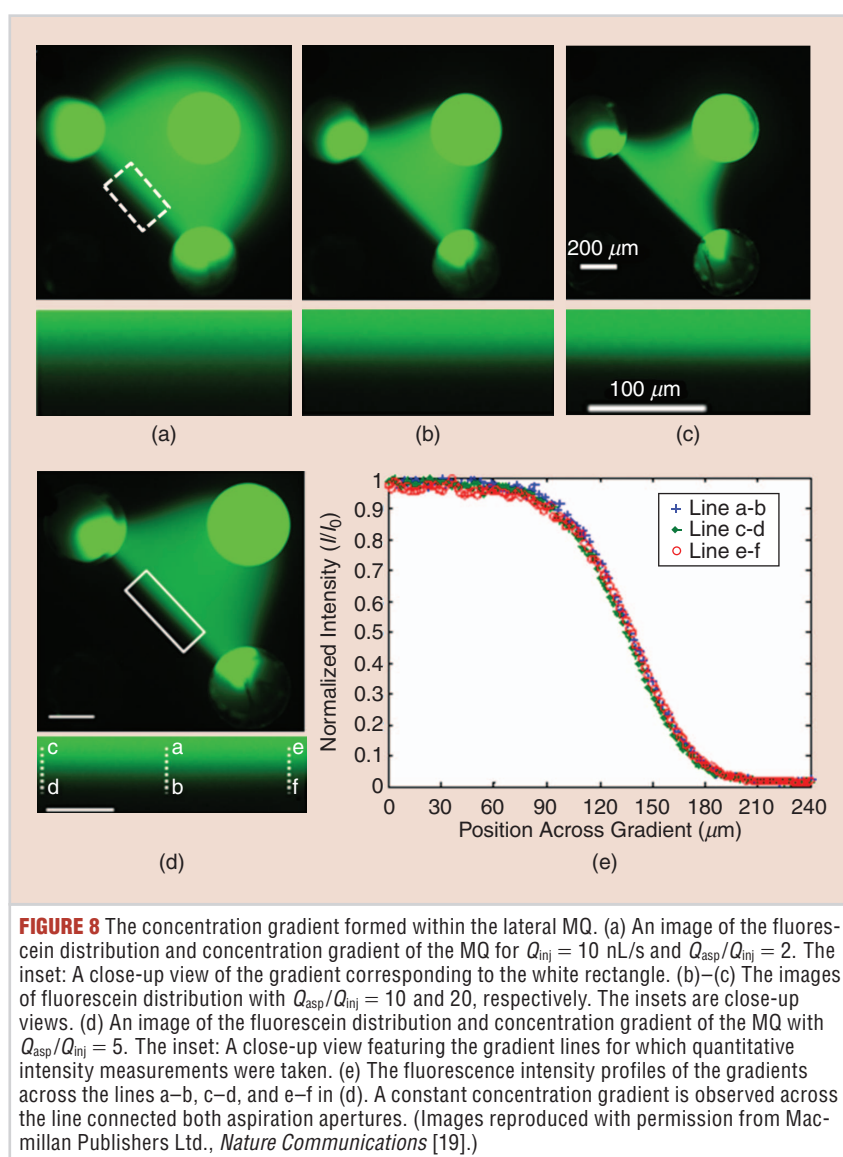 200 μm
100 μm
(a)
(b)
(c)
c
a
e
d
b
f
(d)
1
0.9
0.8
0.7
0.6
0.5
0.4
0.3
0.2
0.1
0
Normalized Intensity (I/I0)
Line a-b
Line c-d
Line e-f
0 30 60 90 120 150 180 210 240
Position Across Gradient (μm)
(e)
FIGURE 8 The concentration gradient formed within the lateral MQ. (a) An image of the fluores-
cein distribution and concentration gradient of the MQ for Qinj = 10 nL/s and Qasp/Qinj = 2. The
inset: A close-up view of the gradient corresponding to the white rectangle. (b)–(c) The images
of fluorescein distribution with Qasp/Qinj = 10 and 20, respectively. The insets are close-up
views. (d) An image of the fluorescein distribution and concentration gradient of the MQ with
Qasp/Qinj = 5. The inset: A close-up view featuring the gradient lines for which quantitative
intensity measurements were taken. (e) The fluorescence intensity profiles of the gradients
across the lines a–b, c–d, and e–f in (d). A constant concentration gradient is observed across
the line connected both aspiration apertures. (Images reproduced with permission from Mac-
millan Publishers Ltd., Nature Communications [19].)